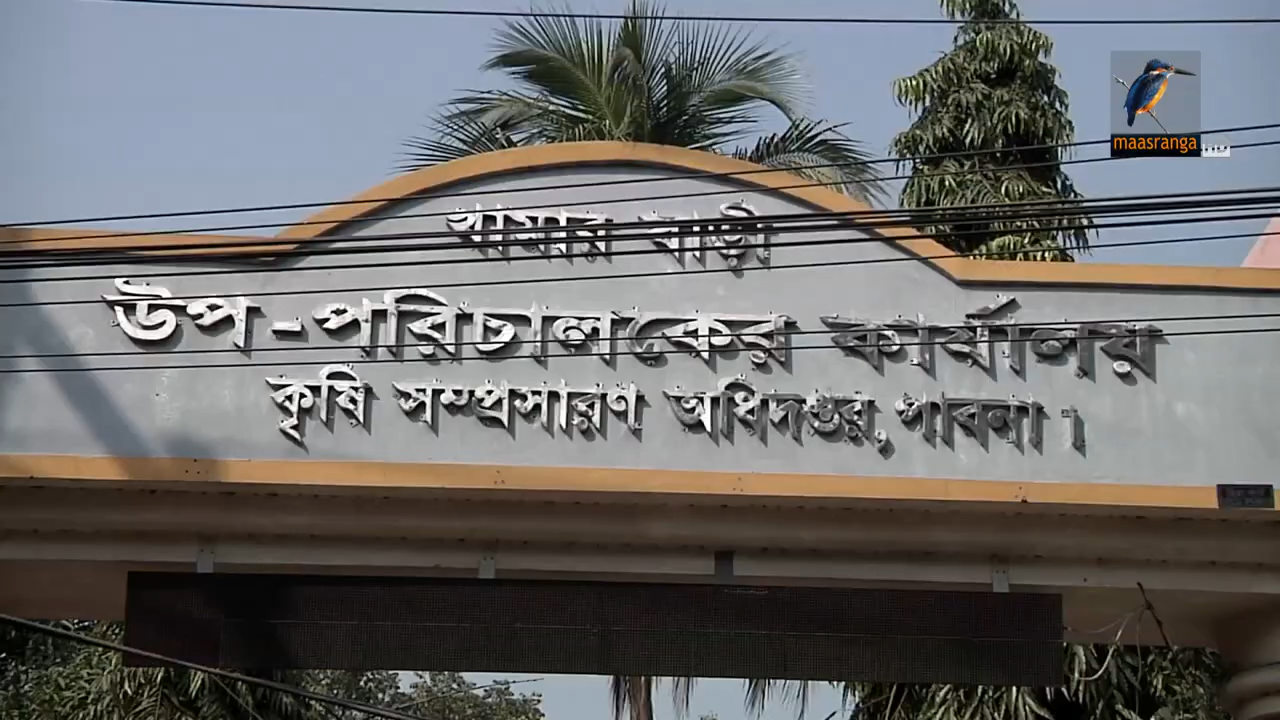 maasranga
খামার বাড়ী
উপ-পরিচালকের কার্যালয়
কৃষি সম্প্রসারণ অধিদপ্তর, পাবনা।